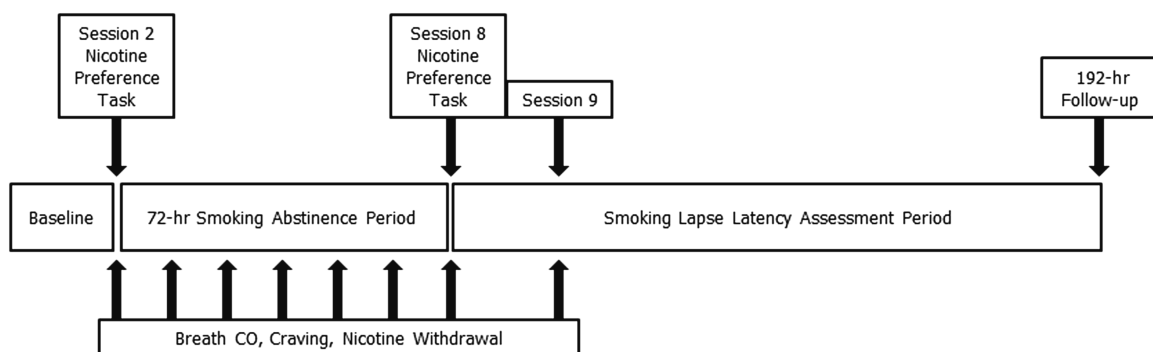 Session 2
Nicotine
Preference
Task
Session 8
Nicotine
Preference
Task
Session 9
192-hr
Follow-up
Baseline
72-hr Smoking Abstinence Period
Smoking Lapse Latency Assessment Period
Breath CO, Craving, Nicotine Withdrawal